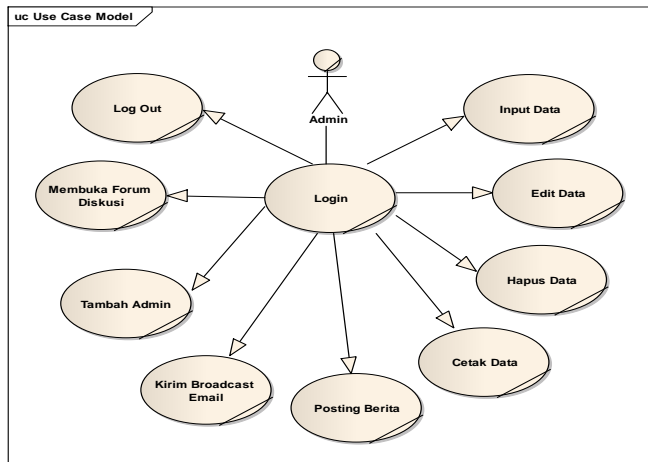 uc Use Case Model
Admin
Log Out
Input Data
Membuka Forum
Diskusi
Login
Edit Data
Tambah Admin
Hapus Data
Kirim Broadcast
Email
Posting Berita
Cetak Data